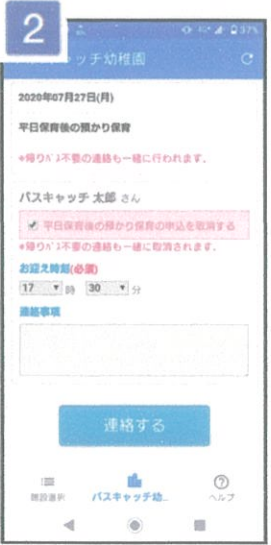 2
37%
ャッチ幼稚園
2020年07月27日(月)
平日保育後の預かり保育
*帰りバス不要の連絡も一緒に行われます。
バスキャッチ 太郎 さん
平日保育後の預かり保育の申込を取消する
*帰りバス不要の連絡も一緒に取消されます。
お迎え時刻(必須)
17 時 30 分
連絡事項
連絡する
施設選択 バスキャッチ幼... ヘルプ